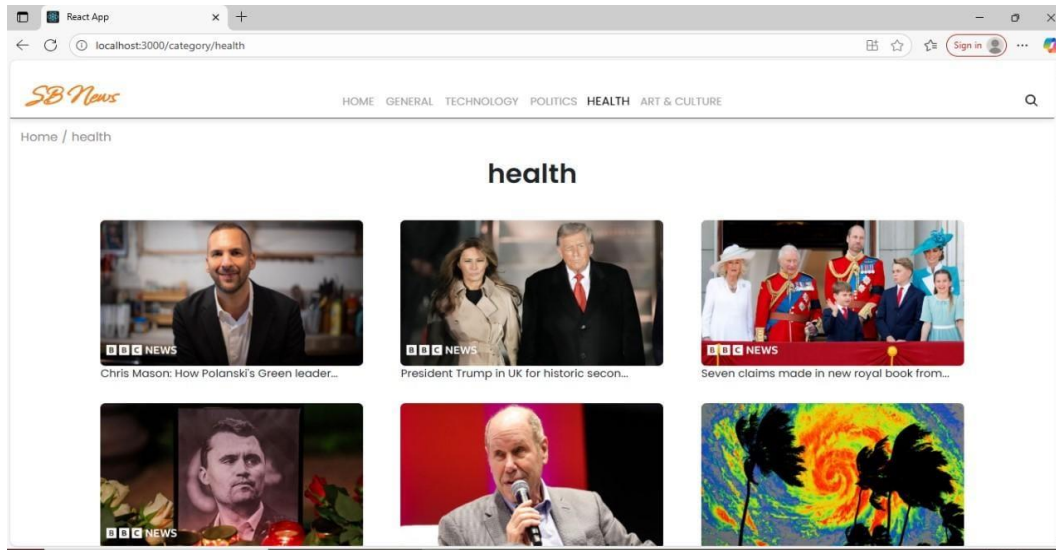 React App
localhost:3000/category/health
Sign in
SB News
HOME GENERAL TECHNOLOGY POLITICS HEALTH ART & CULTURE
Home / health
health
BBC NEWS
BBC NEWS
BBC NEWS
Chris Mason: How Polanski's Green leader...
President Trump in UK for historic secon...
Seven claims made in new royal book from...
BBC NEWS